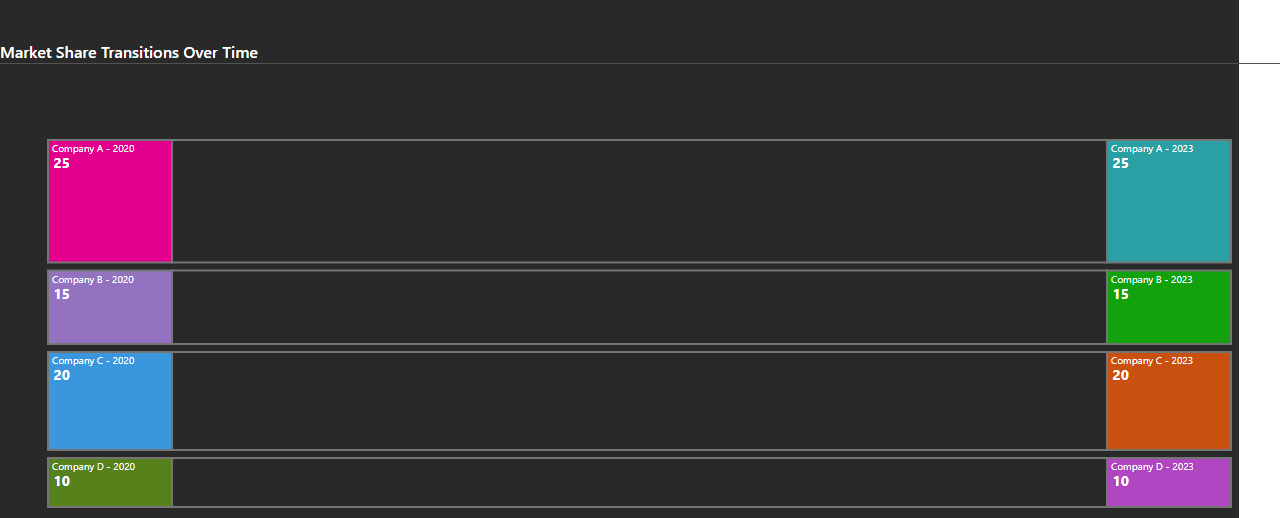 Market Share Transitions Over Time
Company A - 2020
25
Company A - 2023
25
Company B - 2020
15
Company B - 2023
15
Company C - 2020
20
Company C - 2023
20
Company D - 2020
10
Company D - 2023
10